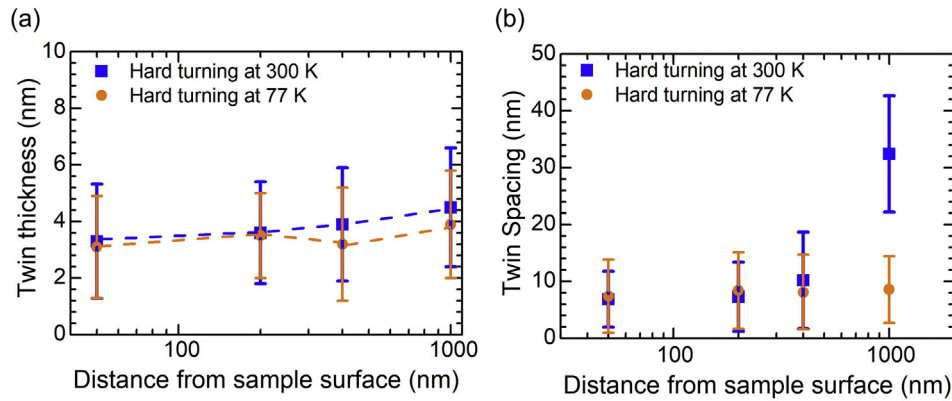 (a)
10
8
6
4
2
0
Twin thickness (nm)
Hard turning at 300 K
Hard turning at 77 K
100
1000
Distance from sample surface (nm)
(b)
50
40
30
20
10
0
Twin Spacing (nm)
Hard turning at 300 K
Hard turning at 77 K
100
1000
Distance from sample surface (nm)